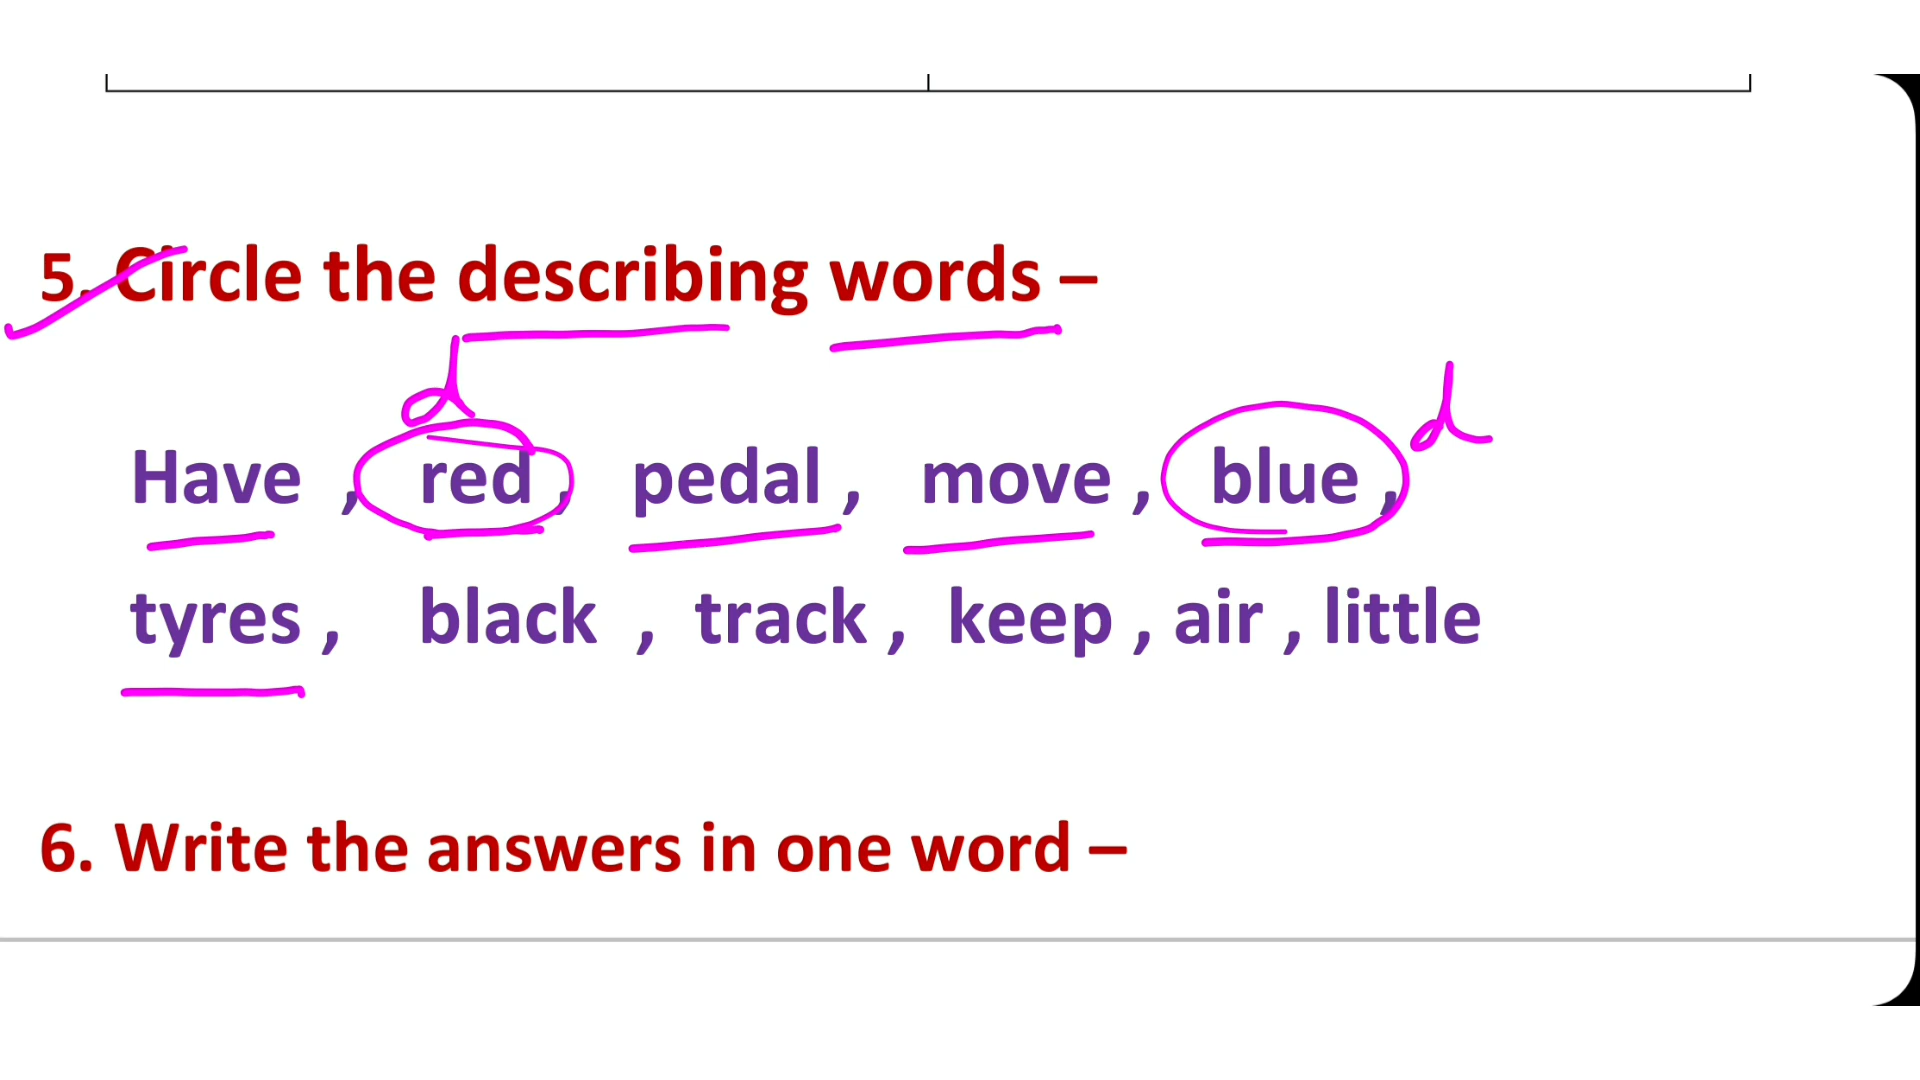 5. Circle the describing words –
d
d
Have , red , pedal , move , blue ,
tyres , black , track , keep , air , little
6. Write the answers in one word –